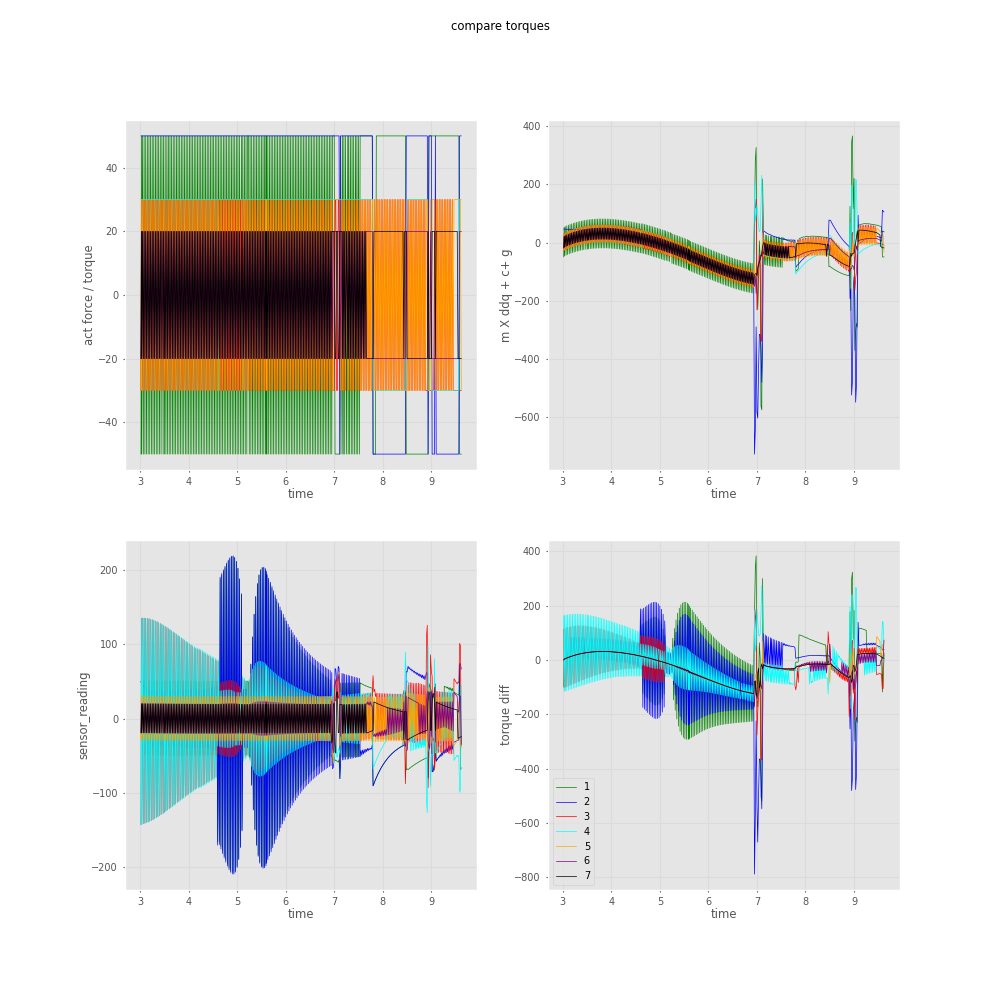 compare torques
act force / torque
40
20
0
−20
−40
3 4 5 6 7 8 9
time
m X ddq + c+ g
400
200
0
−200
−400
−600
3 4 5 6 7 8 9
time
sensor_reading
200
100
0
−100
−200
3 4 5 6 7 8 9
time
torque diff
400
200
0
−200
−400
−600
−800
1
2
3
4
5
6
7
3 4 5 6 7 8 9
time